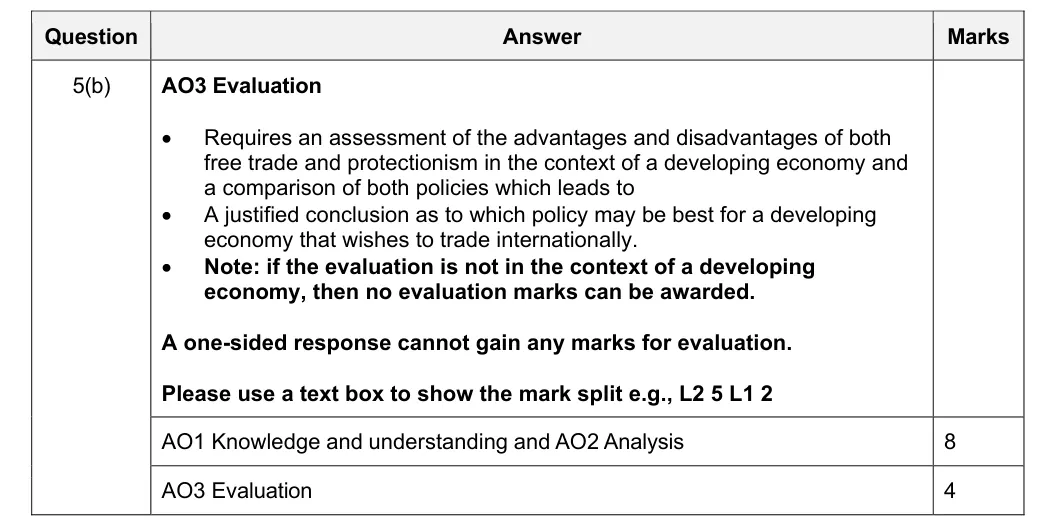 Question Answer Marks
5(b) AO3 Evaluation
• Requires an assessment of the advantages and disadvantages of both
free trade and protectionism in the context of a developing economy and
a comparison of both policies which leads to
• A justified conclusion as to which policy may be best for a developing
economy that wishes to trade internationally.
• Note: if the evaluation is not in the context of a developing
economy, then no evaluation marks can be awarded.
A one-sided response cannot gain any marks for evaluation.
Please use a text box to show the mark split e.g., L2 5 L1 2
AO1 Knowledge and understanding and AO2 Analysis 8
AO3 Evaluation 4